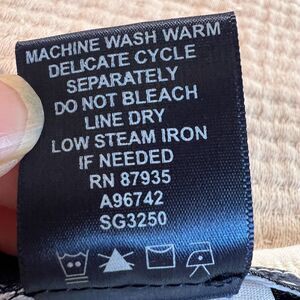 MACHINE WASH WARM
DELICATE CYCLE
SEPARATELY
DO NOT BLEACH
LINE DRY
LOW STEAM IRON
IF NEEDED
RN 87935
A96742
SG3250